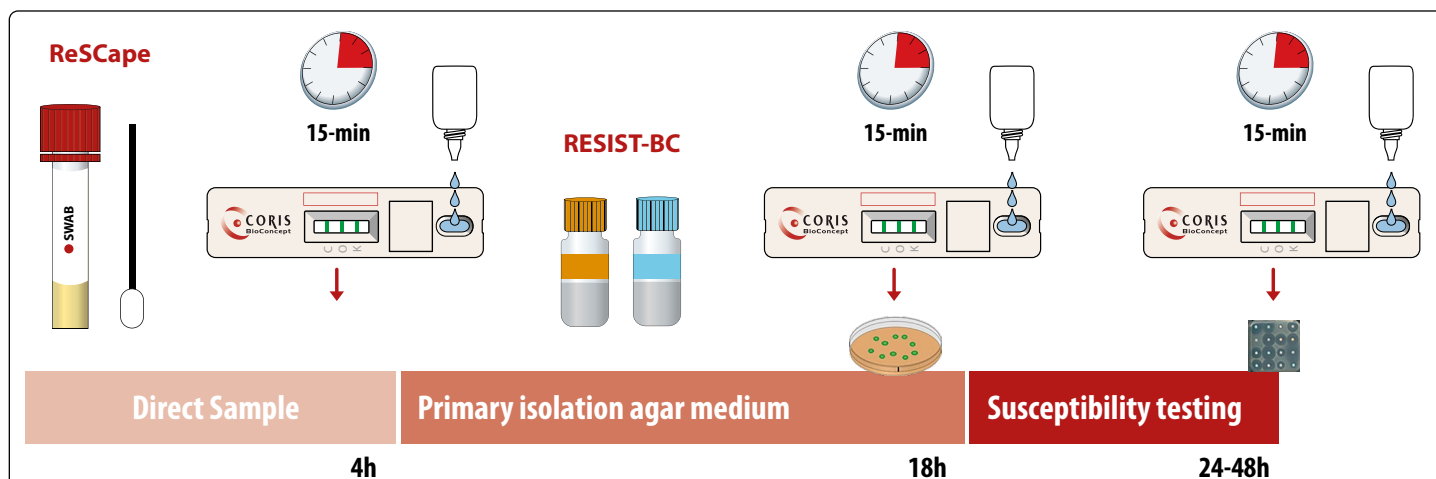 ReSCape
SWAB
15-min
CORIS
BioConcept
C O K
RESIST-BC
15-min
CORIS
BioConcept
C O K
15-min
CORIS
BioConcept
C O K
Direct Sample
Primary isolation agar medium
Susceptibility testing
4h
18h
24-48h